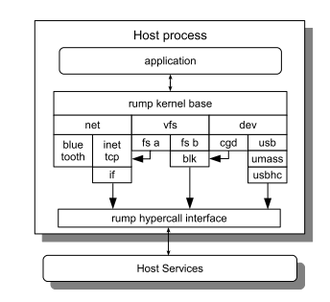 Host process
application
rump kernel base
net vfs dev
blue tooth
inet tcp
if
fs a
fs b
blk
cgd
usb
umass
usbhc
rump hypercall interface
Host Services